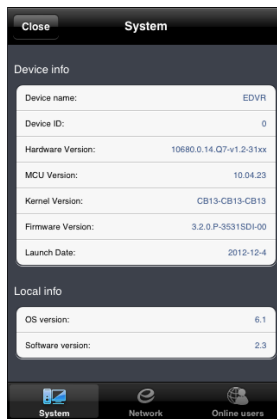 Close System
Device info
Device name: EDVR
Device ID: 0
Hardware Version: 10680.0.14.Q7-v1.2-31xx
MCU Version: 10.04.23
Kernel Version: CB13-CB13-CB13
Firmware Version: 3.2.0.P-3531SDI-00
Launch Date: 2012-12-4
Local info
OS version: 6.1
Software version: 2.3
System Network Online users